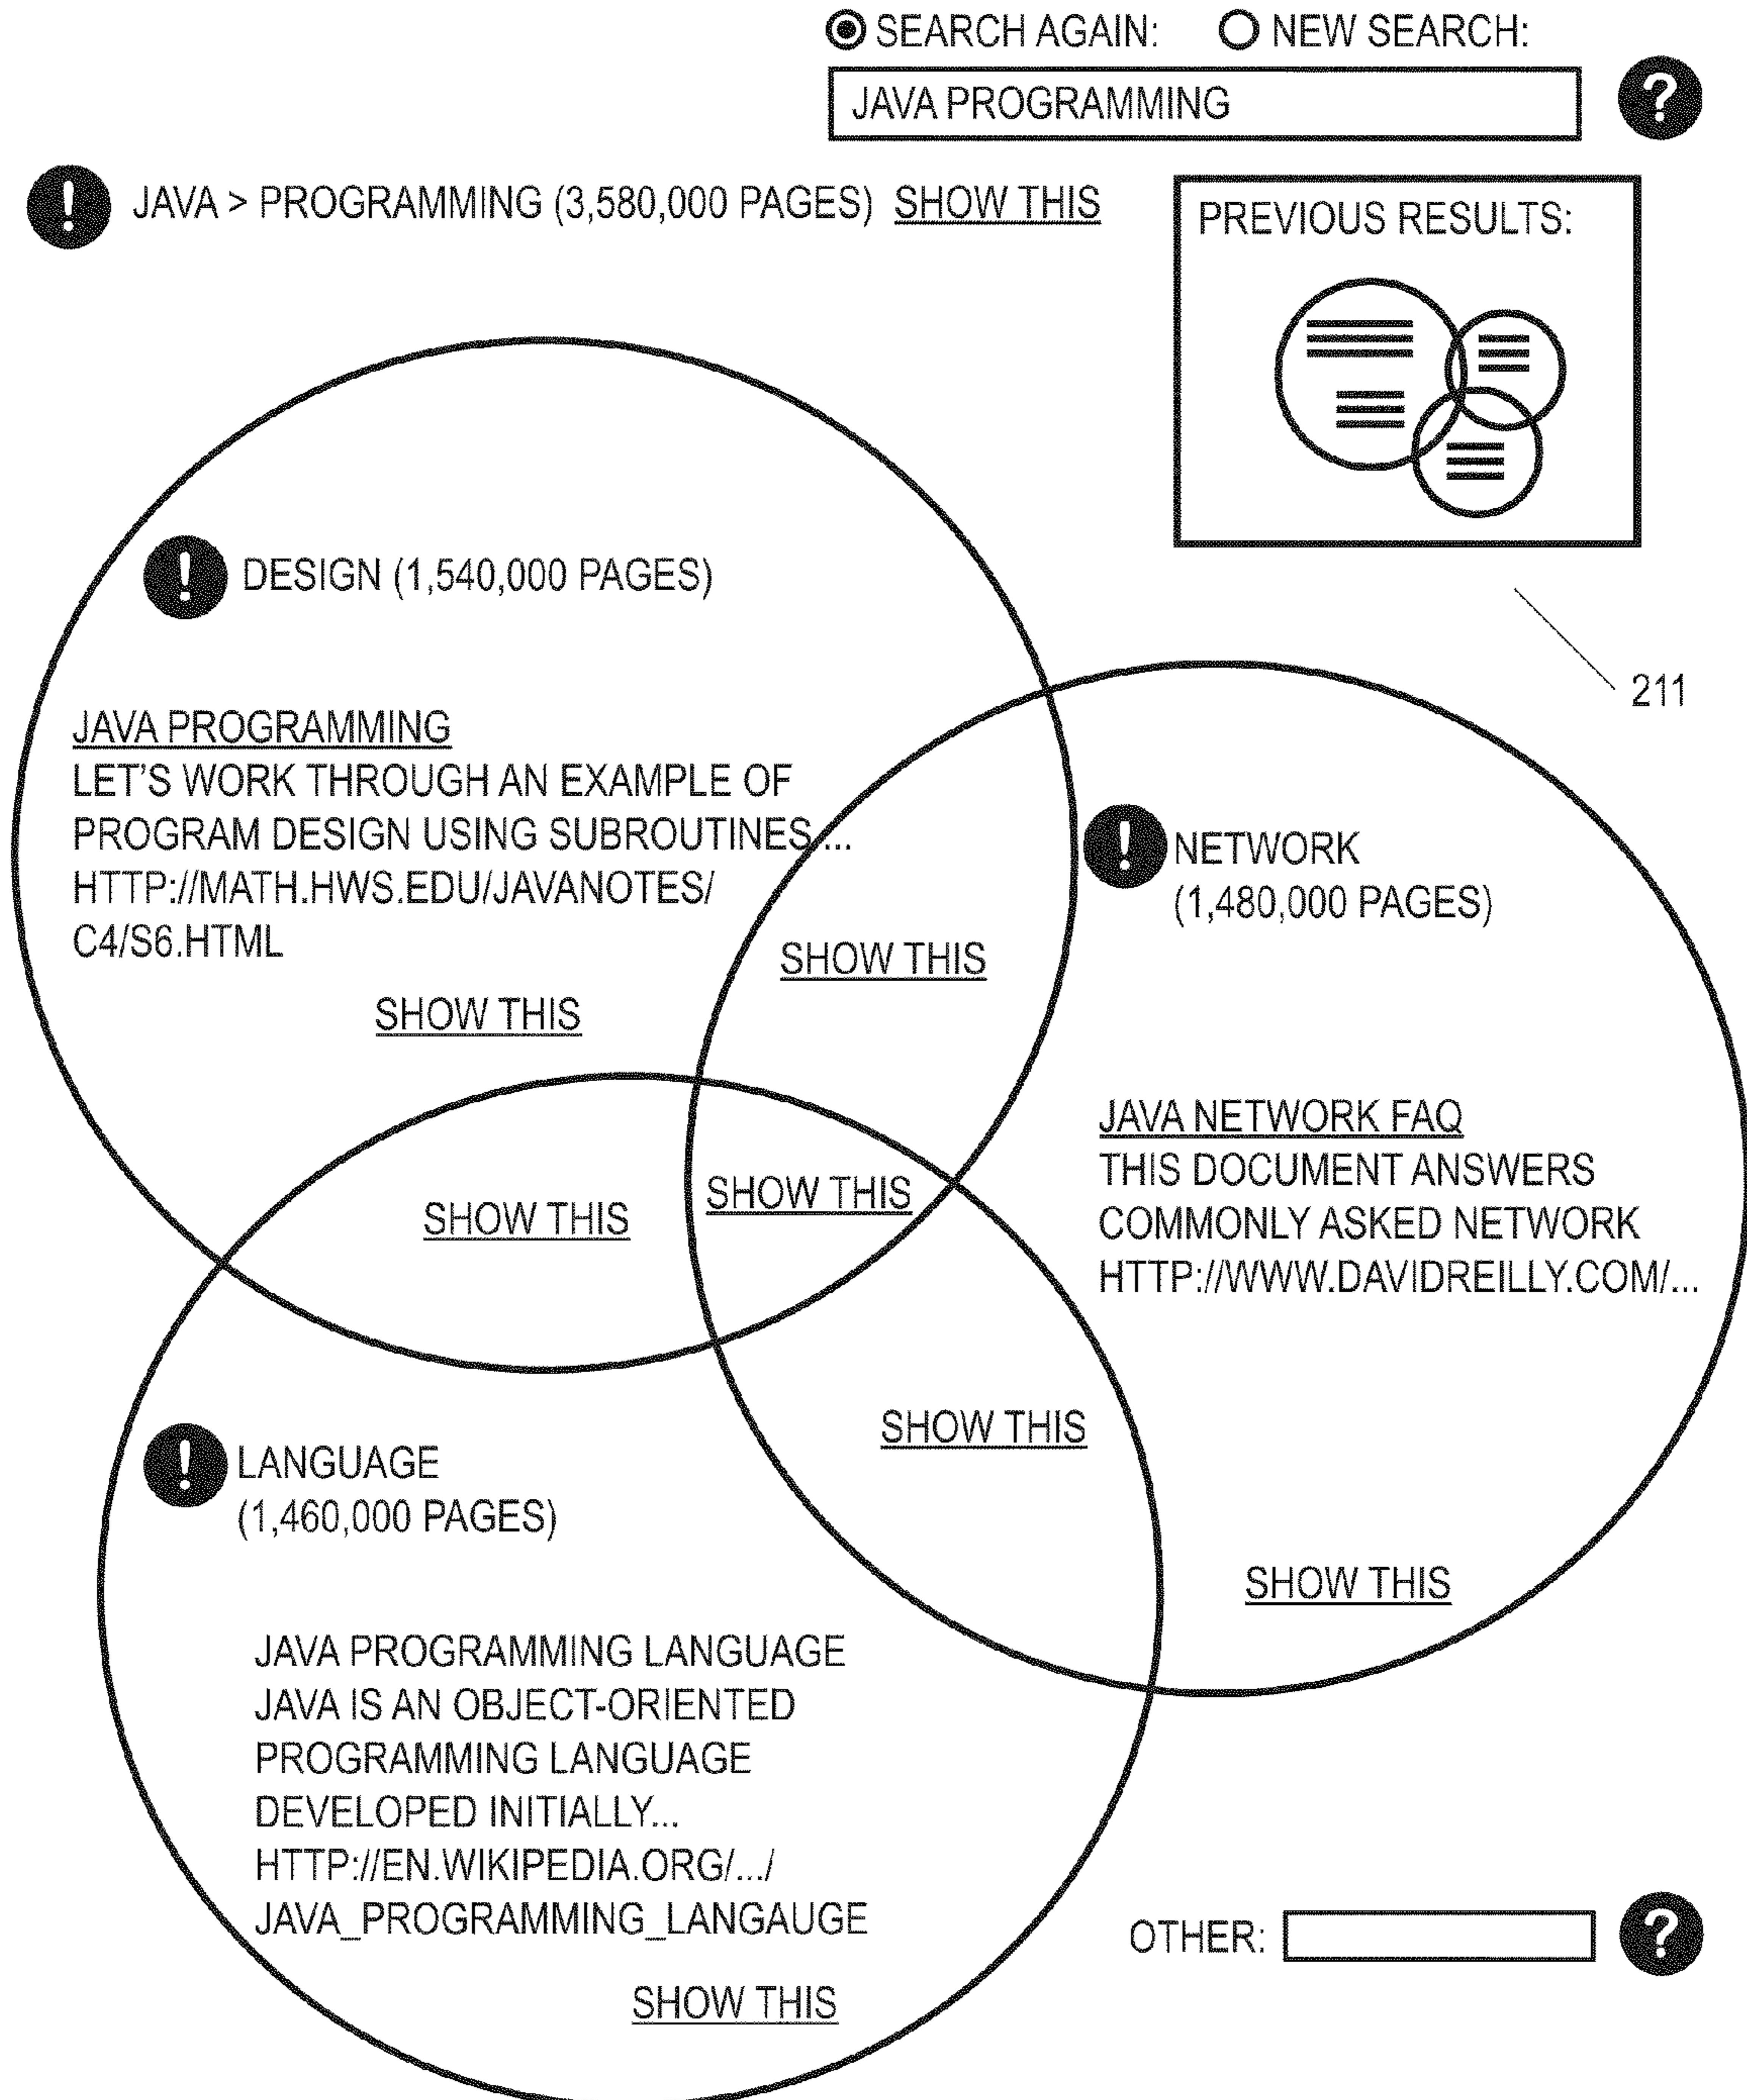 SEARCH AGAIN: NEW SEARCH:
JAVA PROGRAMMING
?
! JAVA > PROGRAMMING (3,580,000 PAGES) SHOW THIS
PREVIOUS RESULTS:
! DESIGN (1,540,000 PAGES)
211
JAVA PROGRAMMING
LET'S WORK THROUGH AN EXAMPLE OF
PROGRAM DESIGN USING SUBROUTINES...
HTTP://MATH.HWS.EDU/JAVANOTES/
C4/S6.HTML
SHOW THIS
! NETWORK
(1,480,000 PAGES)
SHOW THIS
JAVA NETWORK FAQ
THIS DOCUMENT ANSWERS
COMMONLY ASKED NETWORK
HTTP://WWW.DAVIDREILLY.COM/...
SHOW THIS
SHOW THIS
SHOW THIS
SHOW THIS
! LANGUAGE
(1,460,000 PAGES)
JAVA PROGRAMMING LANGUAGE
JAVA IS AN OBJECT-ORIENTED
PROGRAMMING LANGUAGE
DEVELOPED INITIALLY...
HTTP://EN.WIKIPEDIA.ORG/.../
JAVA_PROGRAMMING_LANGAUGE
SHOW THIS
OTHER:
?